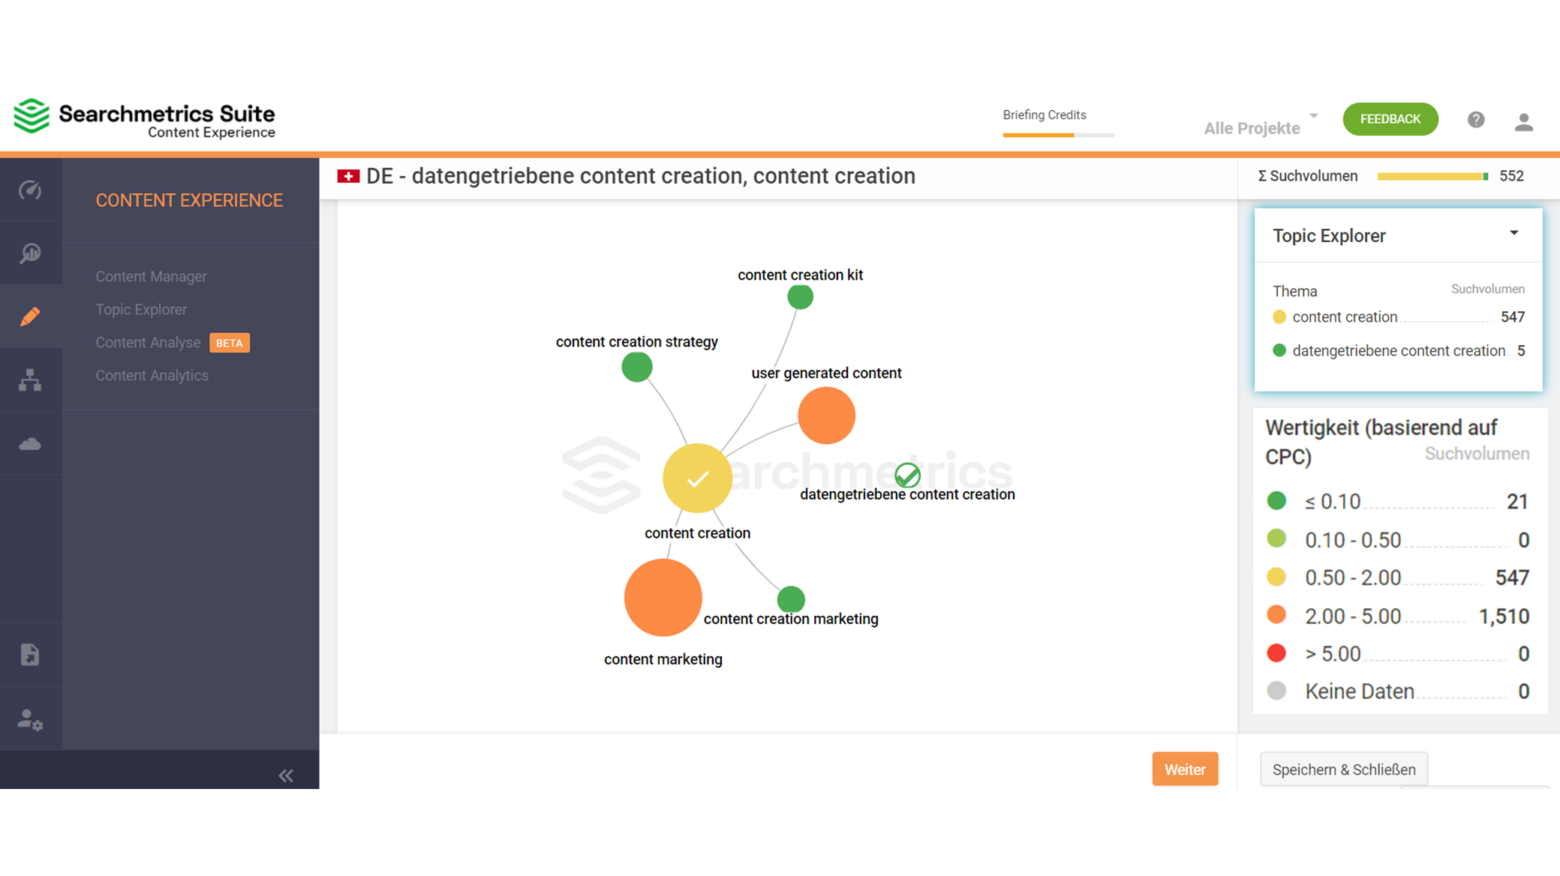 Searchmetrics Suite
Content Experience
Briefing Credits
Alle Projekte
FEEDBACK
CONTENT EXPERIENCE
Content Manager
Topic Explorer
Content Analyse BETA
Content Analytics
DE - datengetriebene content creation, content creation
Σ Suchvolumen 552
content creation kit
content creation strategy
user generated content
datengetriebene content creation
content creation
content creation marketing
content marketing
Topic Explorer
Thema Suchvolumen
content creation 547
datengetriebene content creation 5
Wertigkeit (basierend auf
CPC) Suchvolumen
≤ 0.10 21
0.10 - 0.50 0
0.50 - 2.00 547
2.00 - 5.00 1,510
> 5.00 0
Keine Daten 0
Weiter
Speichern & Schließen